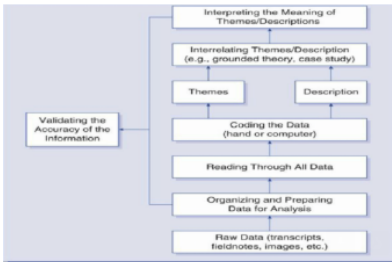 Interpreting the Meaning of
Themes/Descriptions
Interrelating Themes/Description
(e.g., grounded theory, case study)
Themes
Description
Validating the
Accuracy of the
Information
Coding the Data
(hand or computer)
Reading Through All Data
Organizing and Preparing
Data for Analysis
Raw Data (transcripts,
fieldnotes, images, etc.)